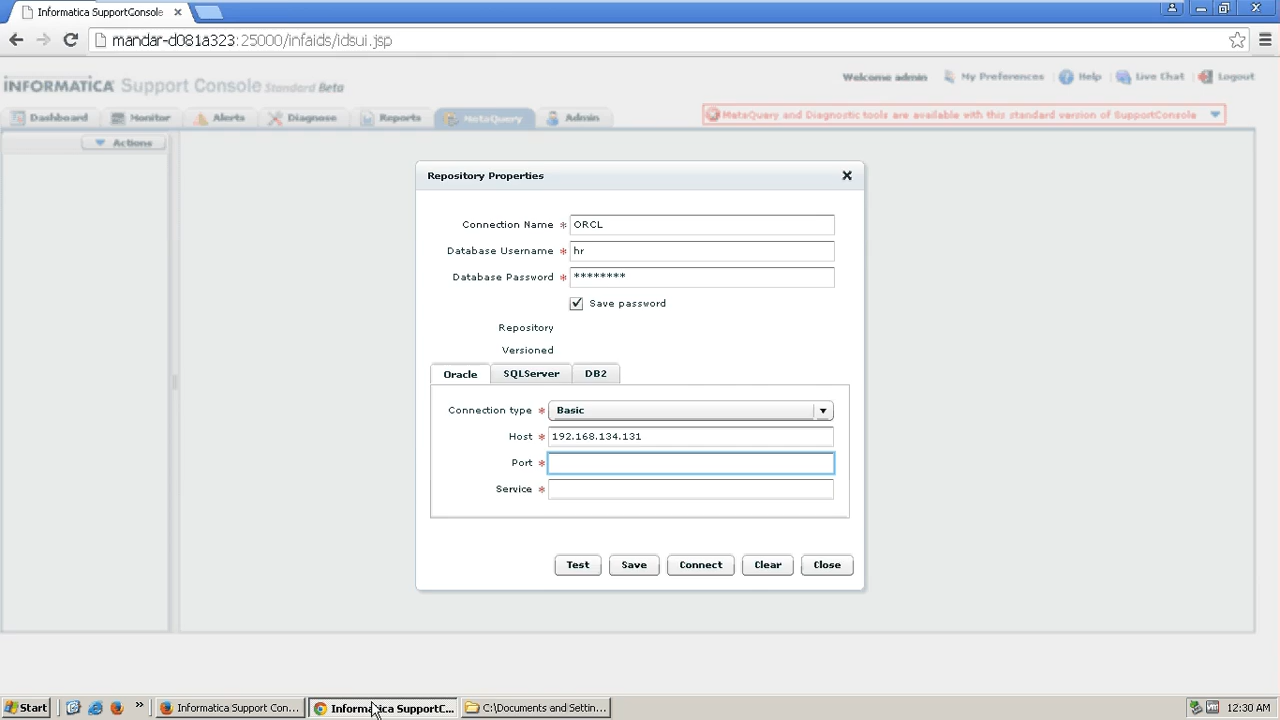 Informatica SupportConsole
mandar-d081a323:25000/infaids/idsui.jsp
INFORMATICA Support Console Standard Beta
Welcome admin My Preferences Help Live Chat Logout
Dashboard Monitor Alerts Diagnose Reports MetaQuery Admin
MetaQuery and Diagnostic tools are available with this standard version of SupportConsole
Actions
Repository Properties
Connection Name * ORCL
Database Username * hr
Database Password * ********
Save password
Repository
Versioned
Oracle SQLServer DB2
Connection type * Basic
Host * 192.168.134.131
Port *
Service *
Test Save Connect Clear Close
Start Informatica Support Con... Informatica SupportC... C:\Documents and Settin... 12:30 AM